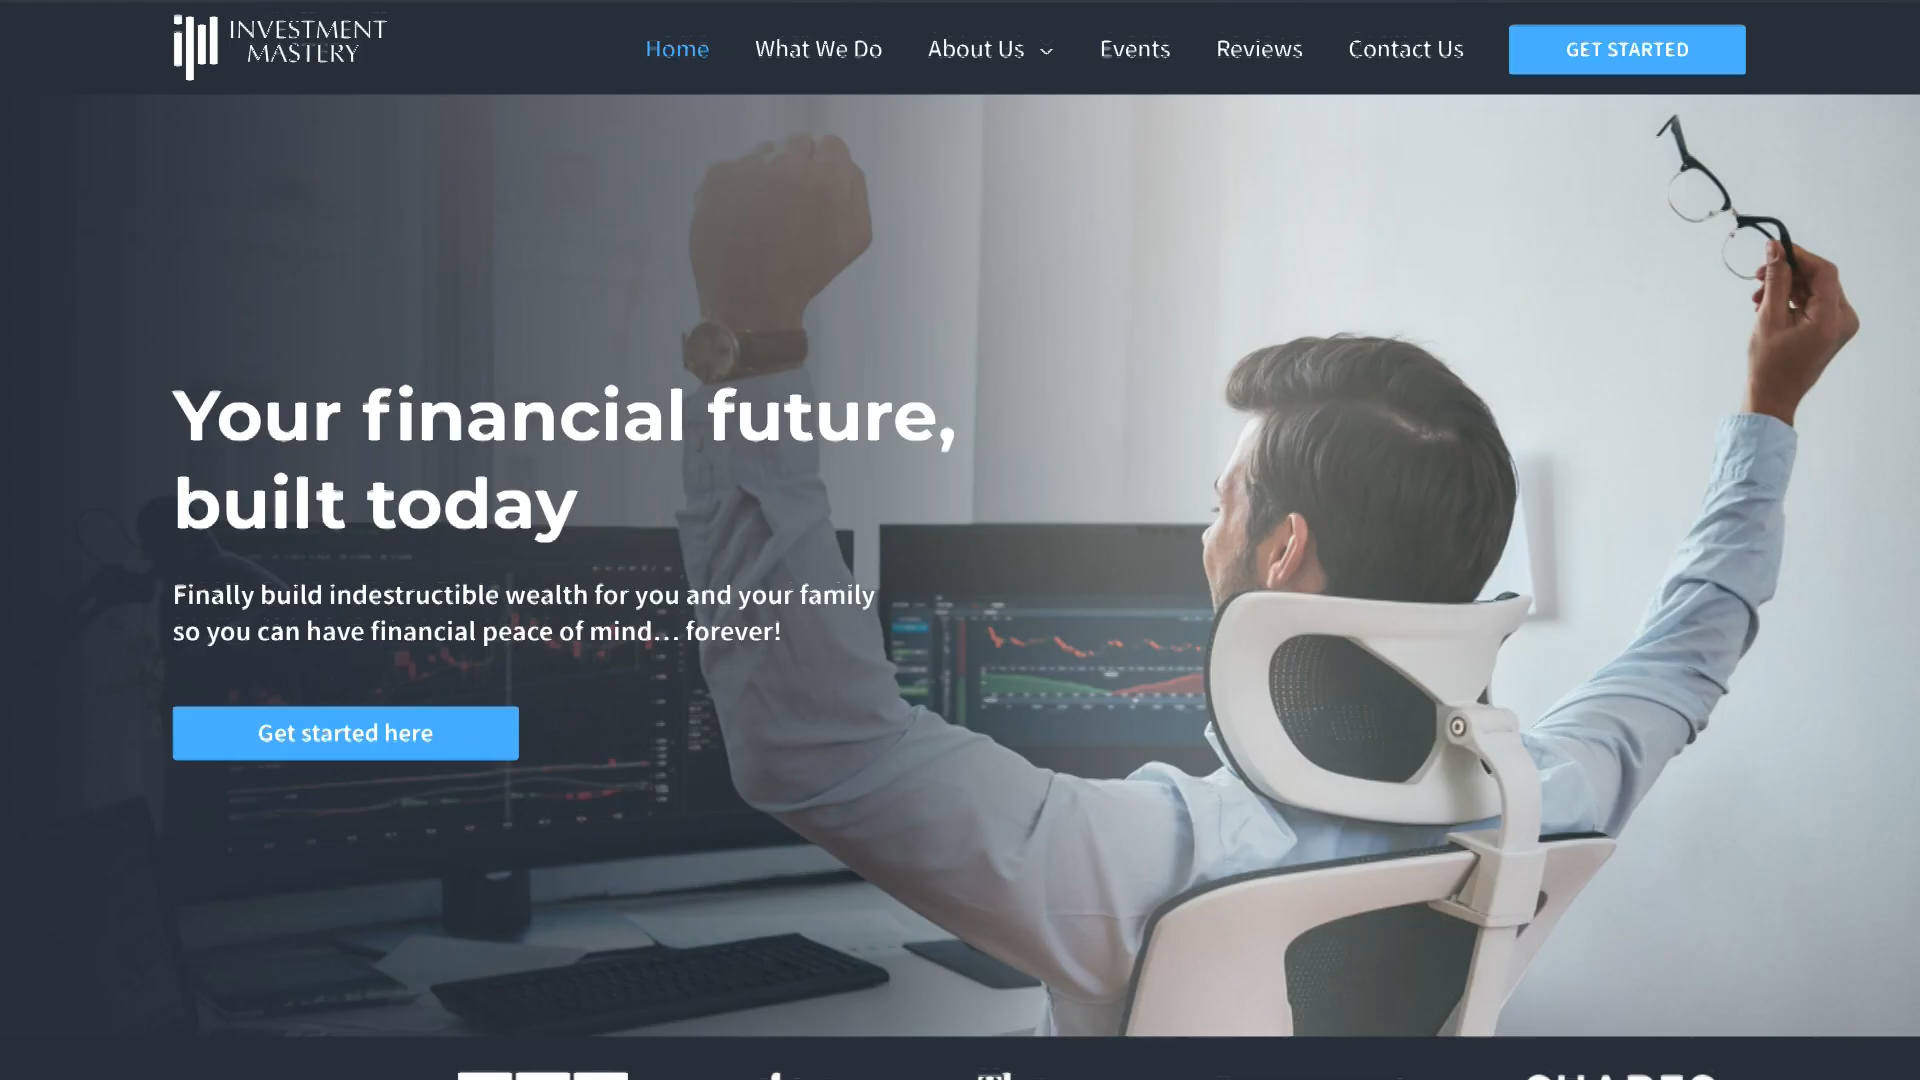 INVESTMENT
MASTERY
Home
What We Do
About Us
Events
Reviews
Contact Us
GET STARTED
Your financial future,
built today
Finally build indestructible wealth for you and your family
so you can have financial peace of mind... forever!
Get started here